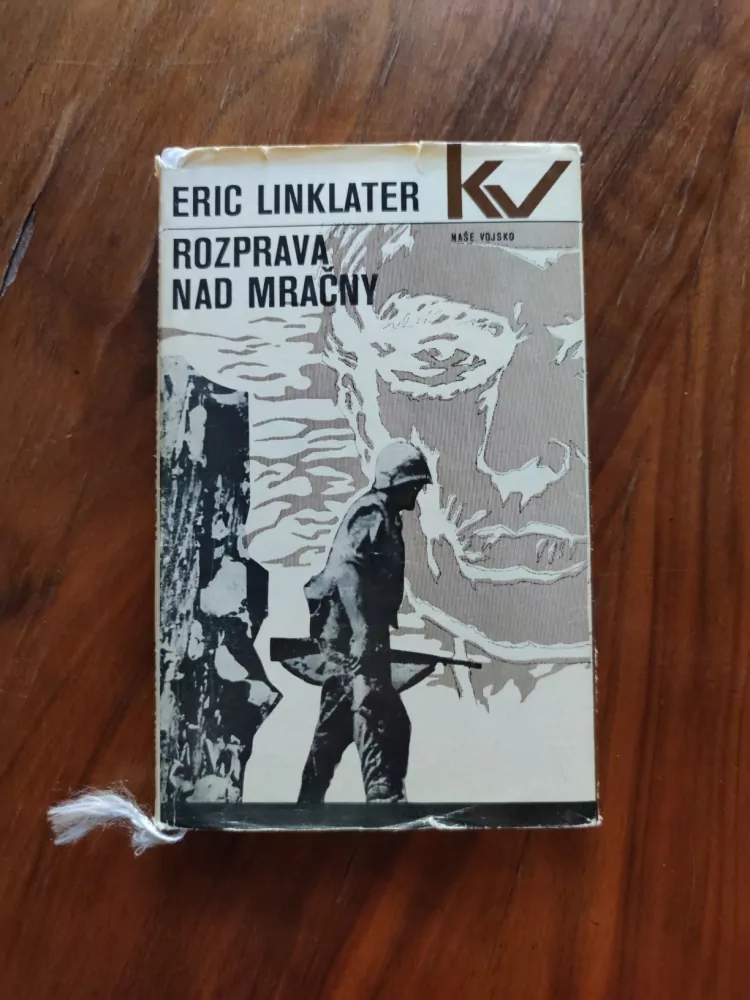 ERIC LINKLATER
KV
NAŠE VOJSKO
ROZPRAVA
NAD MRAČNY